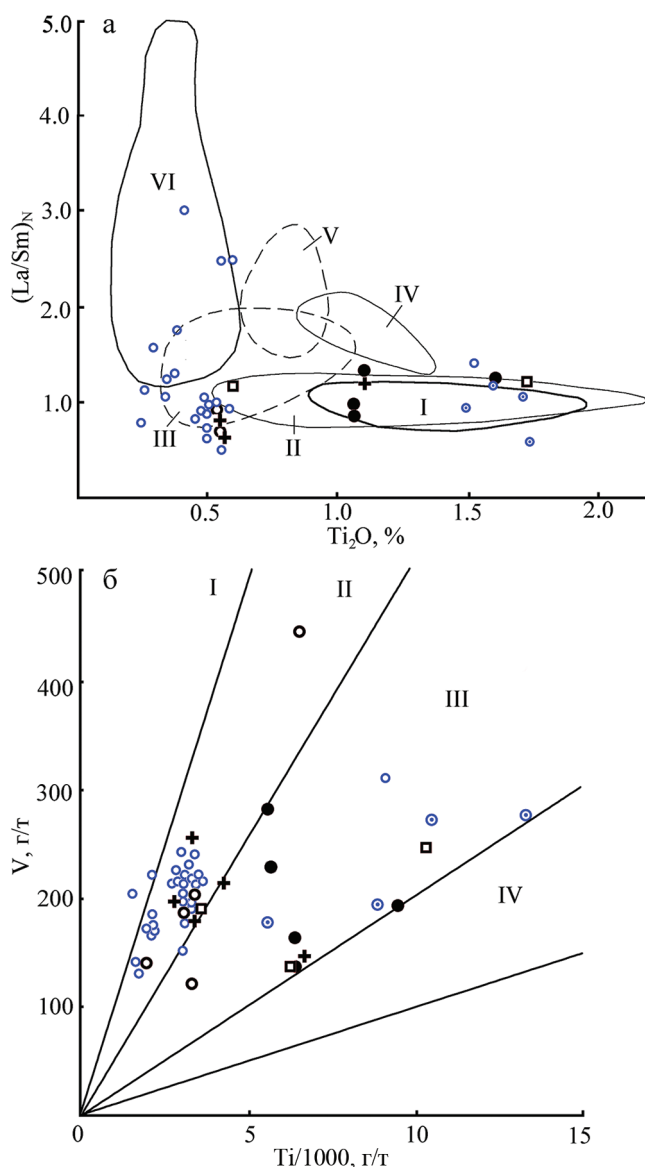 а
5.0
4.0
3.0
2.0
1.0
(La/Sm)N
VI
V
IV
I
III
II
0.5
1.0
1.5
2.0
Ti2O, %
б
500
400
300
200
100
0
V, г/т
I
II
III
IV
0
5
10
15
Ti/1000, г/т